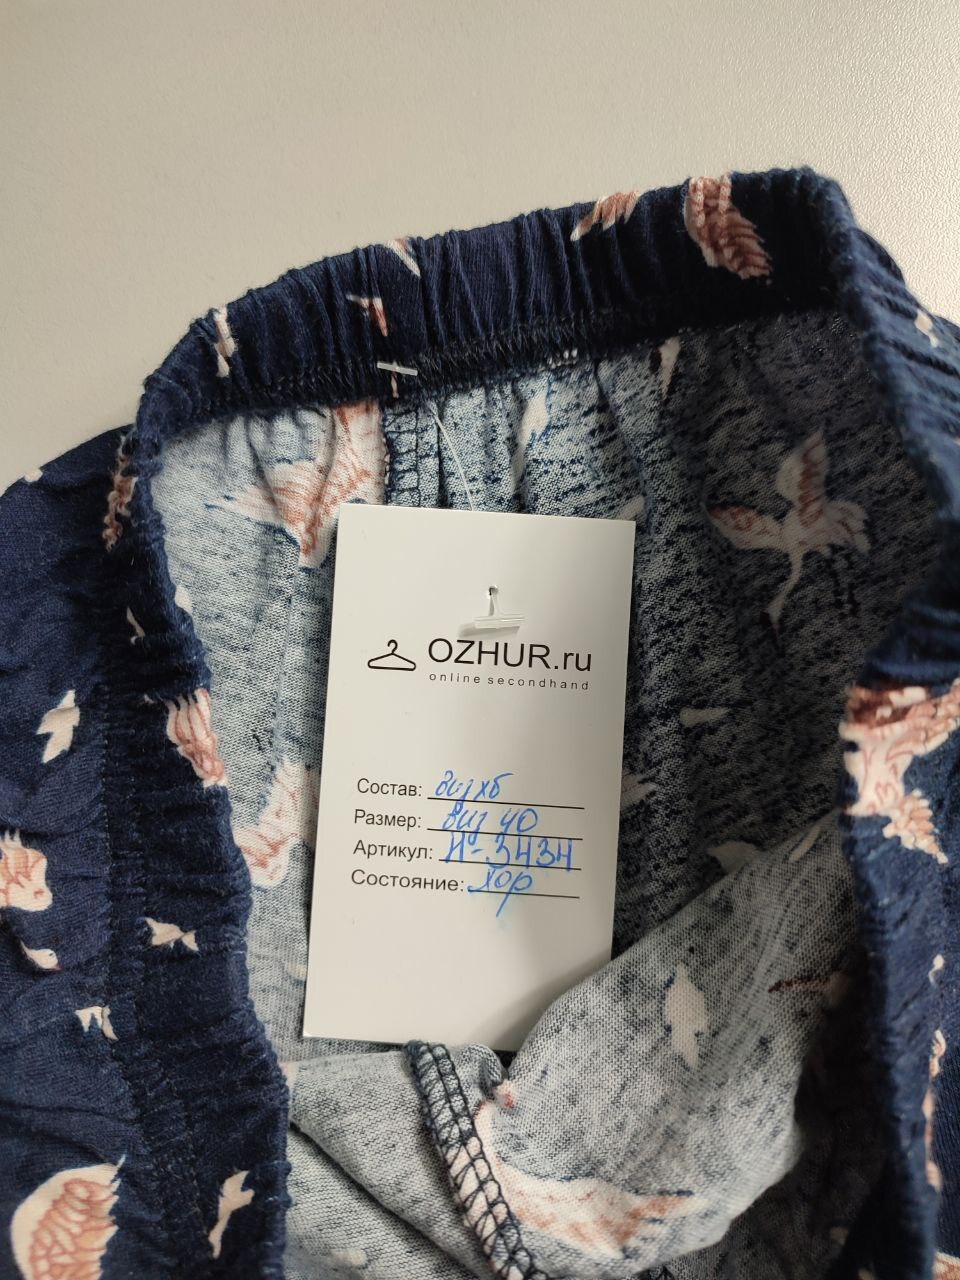 OZHUR.ru
online secondhand
Состав: виз хб
Размер: виз 40
Артикул: Н-3434
Состояние: хор